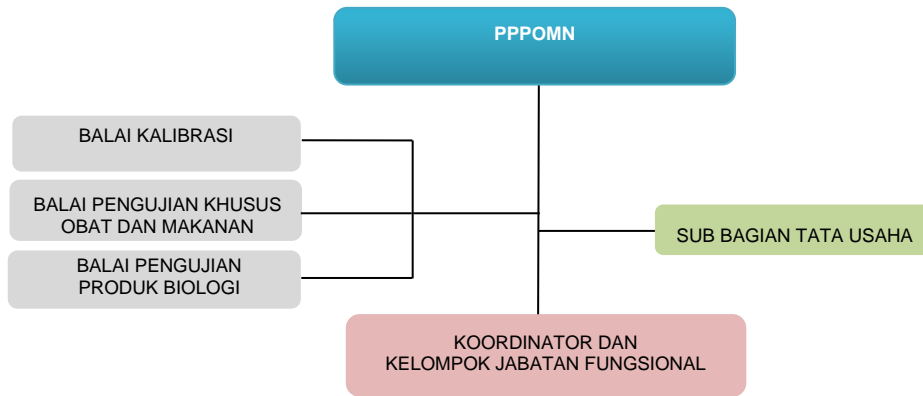 PPPOMN
BALAI KALIBRASI
BALAI PENGUJIAN KHUSUS
OBAT DAN MAKANAN
BALAI PENGUJIAN
PRODUK BIOLOGI
SUB BAGIAN TATA USAHA
KOORDINATOR DAN
KELOMPOK JABATAN FUNGSIONAL